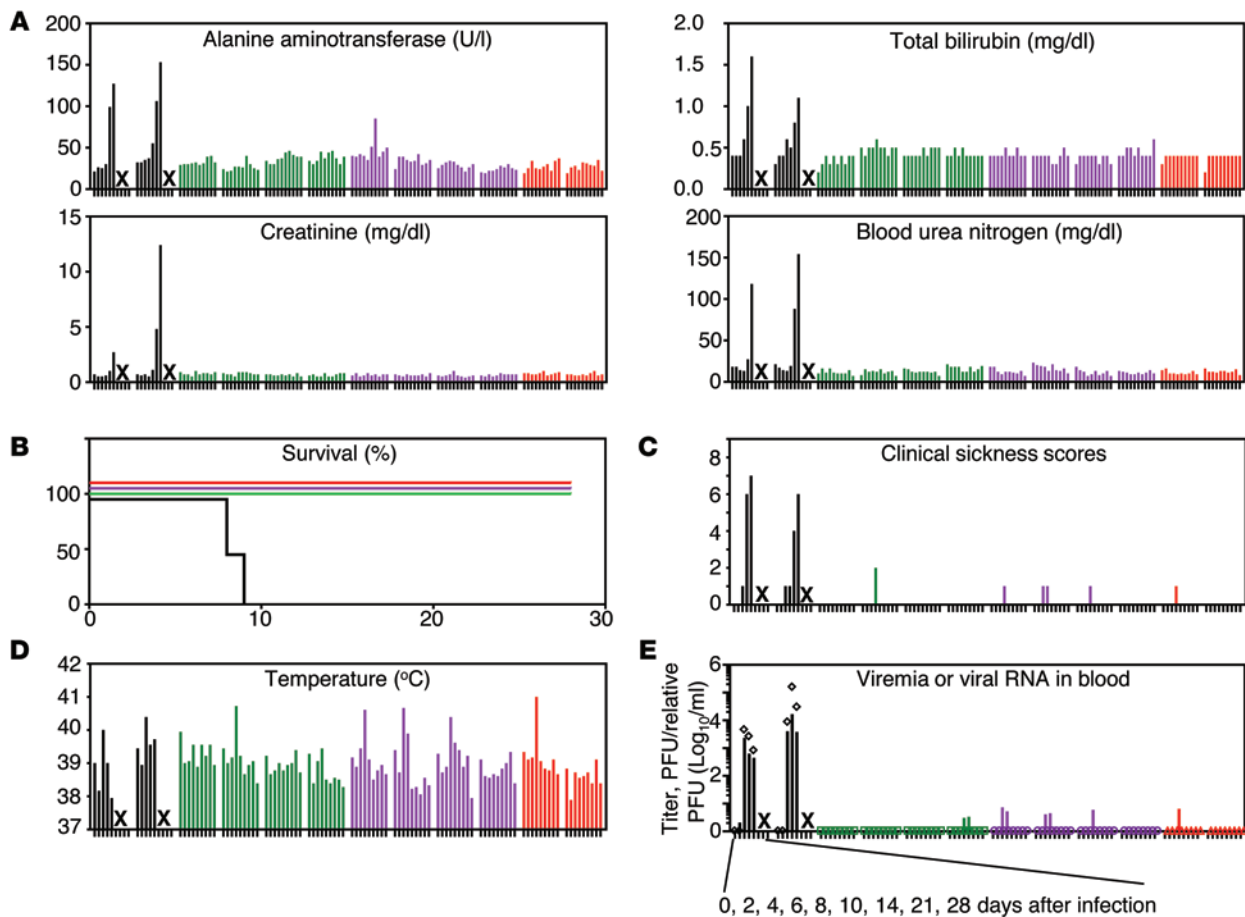 A
Alanine aminotransferase (U/l)
200
150
100
50
0
X
X
Total bilirubin (mg/dl)
2.0
1.5
1.0
0.5
0.0
X
X
Creatinine (mg/dl)
15
10
5
0
X
X
Blood urea nitrogen (mg/dl)
200
150
100
50
0
X
X
B
Survival (%)
100
50
0
0
10
20
30
C
Clinical sickness scores
8
6
4
2
0
X
X
D
Temperature (ºC)
42
41
40
39
38
37
X
X
E
Viremia or viral RNA in blood
Titer, PFU/relative
PFU (Log10/ml)
6
4
2
0
X
X
0, 2, 4, 6, 8, 10, 14, 21, 28 days after infection